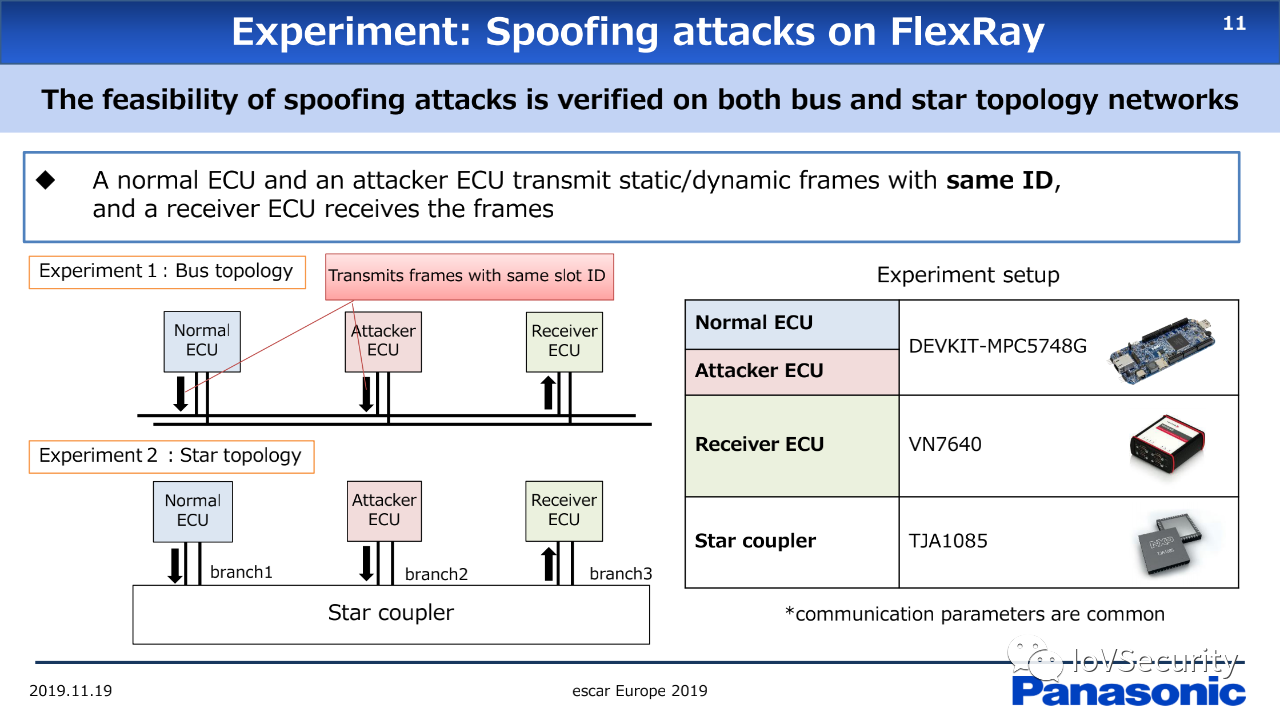 Experiment: Spoofing attacks on FlexRay
11
The feasibility of spoofing attacks is verified on both bus and star topology networks
◆ A normal ECU and an attacker ECU transmit static/dynamic frames with same ID,
and a receiver ECU receives the frames
Experiment 1 : Bus topology
Transmits frames with same slot ID
Normal
ECU
Attacker
ECU
Receiver
ECU
Experiment 2 : Star topology
Normal
ECU
Attacker
ECU
Receiver
ECU
branch1
branch2
branch3
Star coupler
Experiment setup
Normal ECU
Attacker ECU
DEVKIT-MPC5748G
Receiver ECU
VN7640
Star coupler
TJA1085
NXP
TJA1085
*communication parameters are common
IoVSecurity
2019.11.19
escar Europe 2019
Panasonic